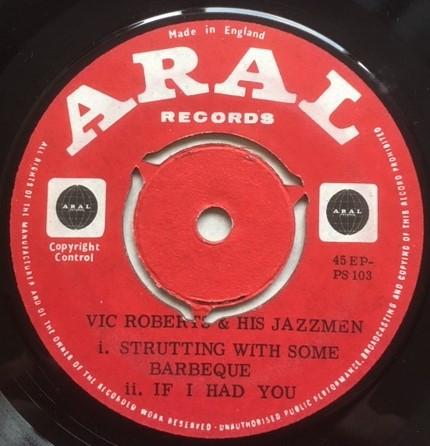 Made in England
ARAL
RECORDS
ARAL
ARAL
Copyright
Control
45 EP-
PS 103
VIC ROBERTS & HIS JAZZMEN
i. STRUTTING WITH SOME
BARBEQUE
ii. IF I HAD YOU
ALL RIGHTS OF THE MANUFACTURER AND OF THE OWNER OF THE RECORDED WORK RESERVED - UNAUTHORISED PUBLIC PERFORMANCE, BROADCASTING AND COPYING OF THIS RECORD PROHIBITED